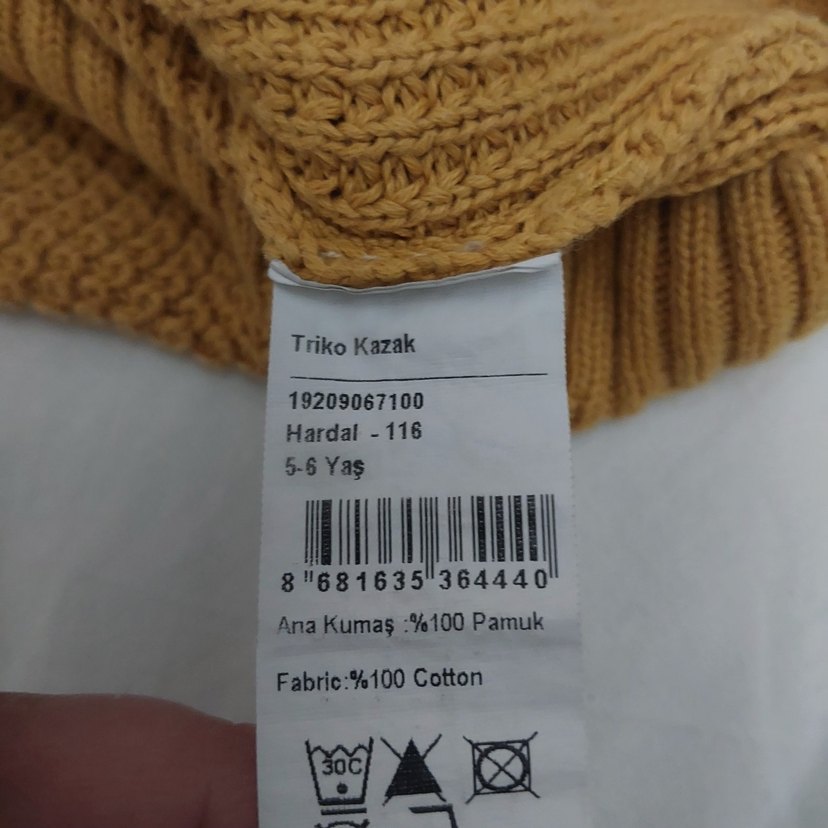 Triko Kazak
19209067100
Hardal - 116
5-6 Yaş
8 681635 364440
Ana Kumaş :%100 Pamuk
Fabric:%100 Cotton
30C